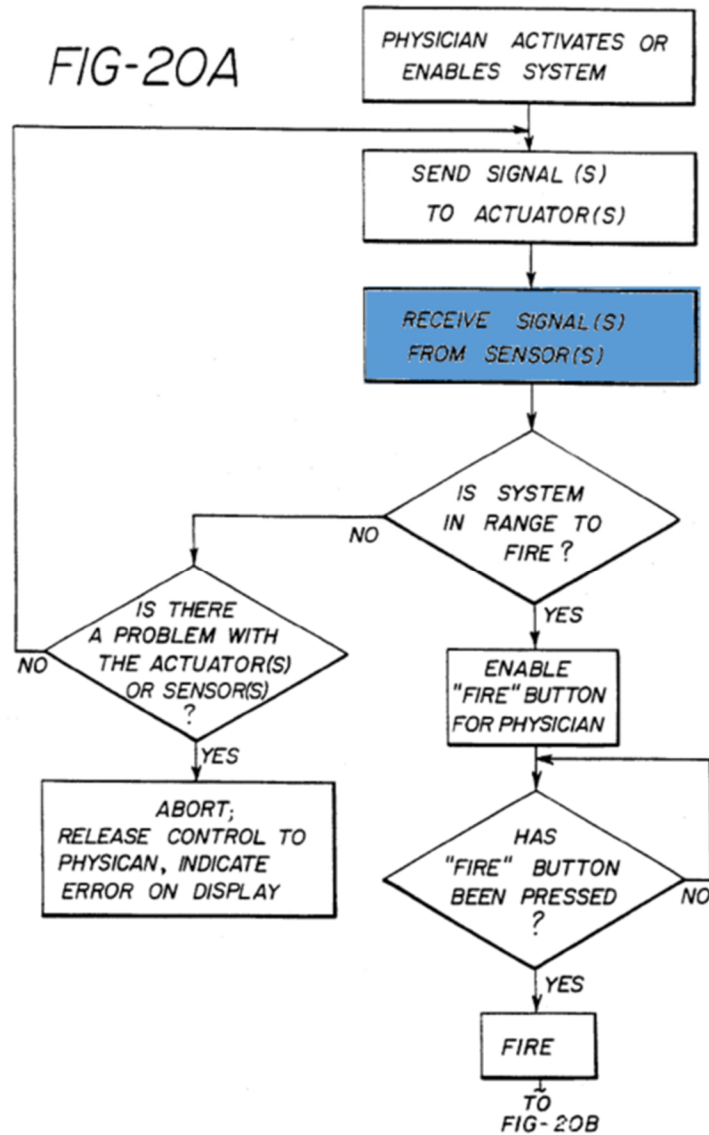 FIG-20A
PHYSICIAN ACTIVATES OR
ENABLES SYSTEM
SEND SIGNAL (S)
TO ACTUATOR(S)
RECEIVE SIGNAL(S)
FROM SENSOR(S)
IS SYSTEM
IN RANGE TO
FIRE?
NO
YES
IS THERE
A PROBLEM WITH
THE ACTUATOR(S)
OR SENSOR(S)
?
NO
YES
ABORT;
RELEASE CONTROL TO
PHYSICAN, INDICATE
ERROR ON DISPLAY
ENABLE
"FIRE" BUTTON
FOR PHYSICIAN
HAS
"FIRE" BUTTON
BEEN PRESSED
?
NO
YES
FIRE
TO
FIG-20B